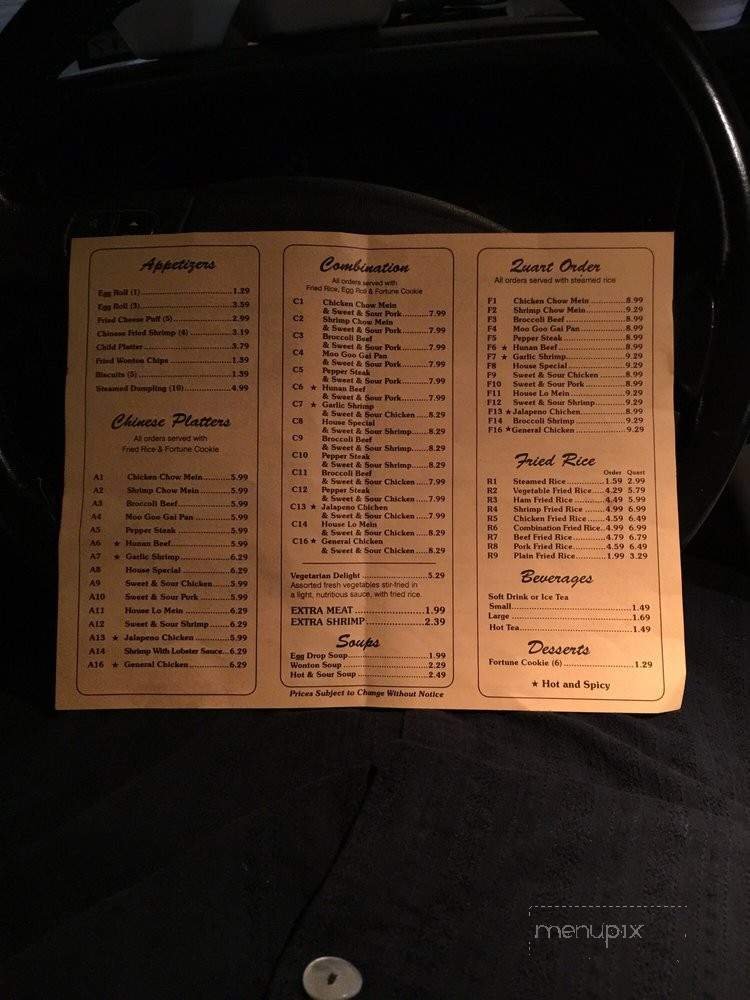 Appetizers
Egg Roll (1) 1.29
Egg Roll (3) 3.59
Fried Cheese Puff (5) 2.99
Chinese Fried Shrimp (4) 3.19
Child Platter 3.79
Fried Wonton Chips 1.39
Biscuits (5) 1.39
Steamed Dumpling (10) 4.99
Chinese Platters
All orders served with
Fried Rice & Fortune Cookie
A1 Chicken Chow Mein 5.99
A2 Shrimp Chow Mein 5.99
A3 Broccoli Beef 5.99
A4 Moo Goo Gai Pan 5.99
A5 Pepper Steak 5.99
A6 ★ Hunan Beef 5.99
A7 ★ Garlic Shrimp 6.29
A8 House Special 6.29
A9 Sweet & Sour Chicken 5.99
A10 Sweet & Sour Pork 5.99
A11 House Lo Mein 6.29
A12 Sweet & Sour Shrimp 6.29
A13 ★ Jalapeno Chicken 5.99
A14 Shrimp With Lobster Sauce 6.29
A16 ★ General Chicken 6.29
Combination
All orders served with
Fried Rice, Egg Roll & Fortune Cookie
C1 Chicken Chow Mein
& Sweet & Sour Pork 7.99
C2 Shrimp Chow Mein
& Sweet & Sour Pork 7.99
C3 Broccoli Beef
& Sweet & Sour Pork 7.99
C4 Moo Goo Gai Pan
& Sweet & Sour Pork 7.99
C5 Pepper Steak
& Sweet & Sour Pork 7.99
C6 ★ Hunan Beef
& Sweet & Sour Pork 7.99
C7 ★ Garlic Shrimp
& Sweet & Sour Chicken 8.29
C8 House Special
& Sweet & Sour Shrimp 8.29
C9 Broccoli Beef
& Sweet & Sour Shrimp 8.29
C10 Pepper Steak
& Sweet & Sour Shrimp 8.29
C11 Broccoli Beef
& Sweet & Sour Chicken 7.99
C12 Pepper Steak
& Sweet & Sour Chicken 7.99
C13 ★ Jalapeno Chicken
& Sweet & Sour Chicken 7.99
C14 House Lo Mein
& Sweet & Sour Chicken 8.29
C16 ★ General Chicken
& Sweet & Sour Chicken 8.29
Vegetarian Delight 5.29
Assorted fresh vegetables stir-fried in
a light, nutritious sauce, with fried rice.
EXTRA MEAT 1.99
EXTRA SHRIMP 2.39
Soups
Egg Drop Soup 1.99
Wonton Soup 2.29
Hot & Sour Soup 2.49
Prices Subject to Change Without Notice
Quart Order
All orders served with steamed rice
F1 Chicken Chow Mein 8.99
F2 Shrimp Chow Mein 8.99
F3 Broccoli Beef 8.99
F4 Moo Goo Gai Pan 8.99
F5 Pepper Steak 8.99
F6 ★ Hunan Beef 8.99
F7 ★ Garlic Shrimp 9.29
F8 House Special 9.29
F9 Sweet & Sour Chicken 8.99
F10 Sweet & Sour Pork 8.99
F11 House Lo Mein 9.29
F12 Sweet & Sour Shrimp 9.29
F13 ★ Jalapeno Chicken 8.99
F14 Broccoli Shrimp 9.29
F16 ★ General Chicken 9.29
Fried Rice
Order Quart
R1 Steamed Rice 1.59 2.99
R2 Vegetable Fried Rice 4.29 5.79
R3 Ham Fried Rice 4.49 5.99
R4 Shrimp Fried Rice 4.99 6.99
R5 Chicken Fried Rice 4.59 6.49
R6 Combination Fried Rice 4.99 6.99
R7 Beef Fried Rice 4.79 6.79
R8 Pork Fried Rice 4.59 6.49
R9 Plain Fried Rice 1.99 3.29
Beverages
Soft Drink or Ice Tea
Small 1.49
Large 1.69
Hot Tea 1.49
Desserts
Fortune Cookie (6) 1.29
★ Hot and Spicy
menupix